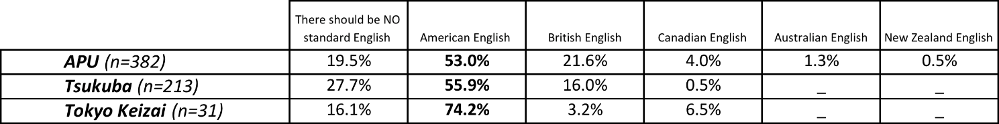 There should be NO
standard English American English British English Canadian English Australian English New Zealand English
APU (n=382) 19.5% 53.0% 21.6% 4.0% 1.3% 0.5%
Tsukuba (n=213) 27.7% 55.9% 16.0% 0.5% _ _
Tokyo Keizai (n=31) 16.1% 74.2% 3.2% 6.5% _ _